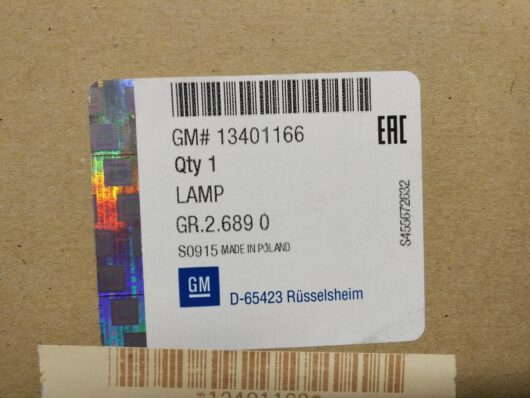 GM# 13401166
EAC
Qty 1
LAMP
GR.2.689 0
S0915 MADE IN POLAND
S455672632
GM
D-65423 Rüsselsheim